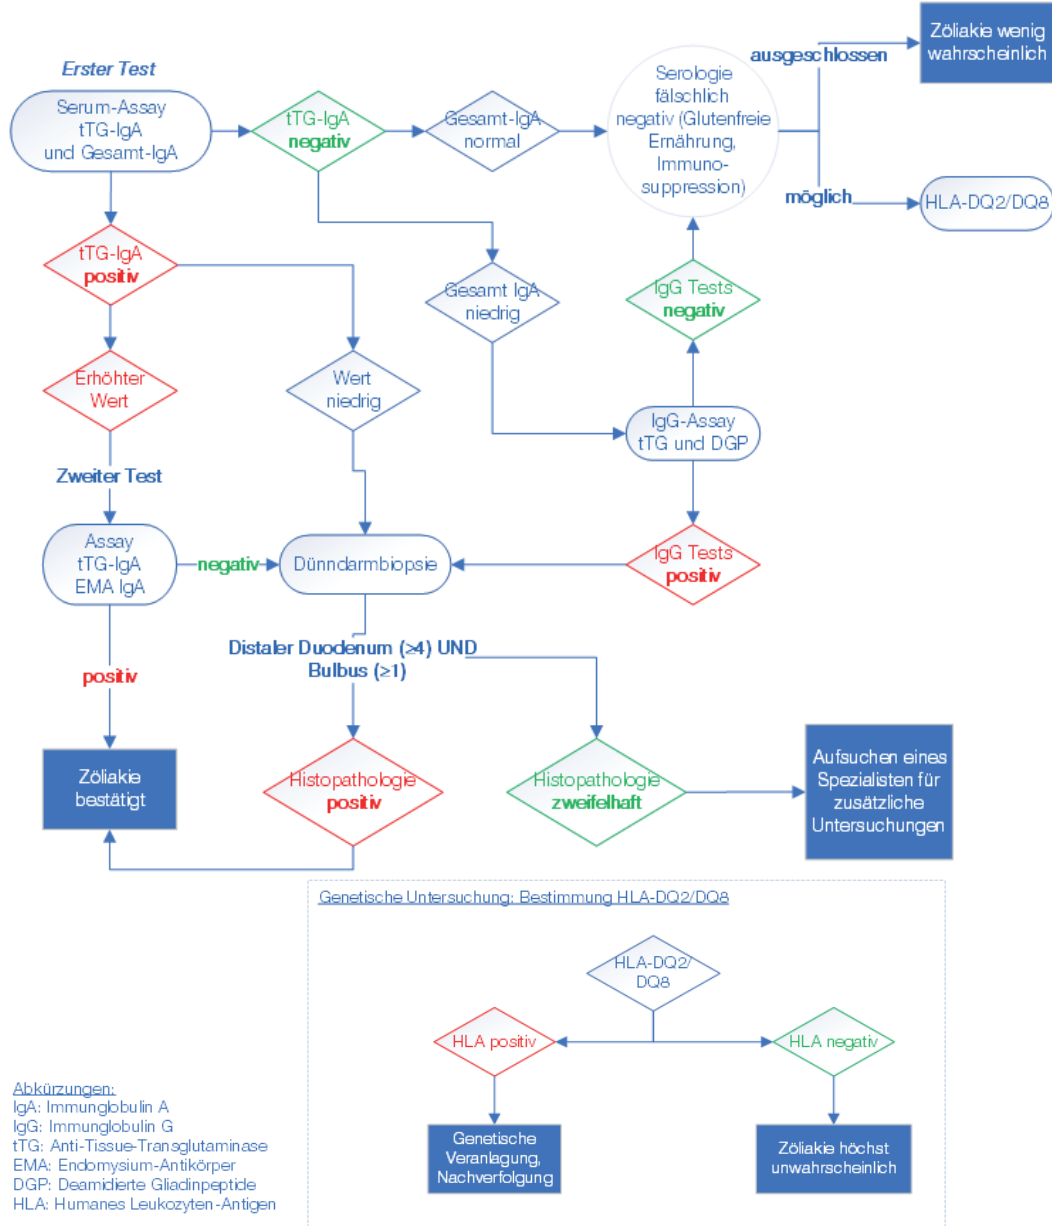 Erster Test
Serum-Assay
tTG-IgA
und Gesamt-IgA
tTG-IgA
negativ
Gesamt-IgA
normal
Serologie
fälschlich
negativ (Glutenfreie
Ernährung,
Immuno-
suppression)
ausgeschlossen
Zöliakie wenig
wahrscheinlich
möglich
HLA-DQ2/DQ8
tTG-IgA
positiv
Gesamt IgA
niedrig
IgG Tests
negativ
Erhöhter
Wert
Wert
niedrig
IgG-Assay
tTG und DGP
Zweiter Test
Assay
tTG-IgA
EMA IgA
negativ
Dünndarmbiopsie
IgG Tests
positiv
Distaler Duodenum (≥4) UND
Bulbus (≥1)
positiv
Zöliakie
bestätigt
Histopathologie
positiv
Histopathologie
zweifelhaft
Aufsuchen eines
Spezialisten für
zusätzliche
Untersuchungen
Genetische Untersuchung: Bestimmung HLA-DQ2/DQ8
HLA-DQ2/
DQ8
HLA positiv
HLA negativ
Genetische
Veranlagung,
Nachverfolgung
Zöliakie höchst
unwahrscheinlich
Abkürzungen:
IgA: Immunglobulin A
IgG: Immunglobulin G
tTG: Anti-Tissue-Transglutaminase
EMA: Endomysium-Antikörper
DGP: Deamidierte Gliadinpeptide
HLA: Humanes Leukozyten-Antigen